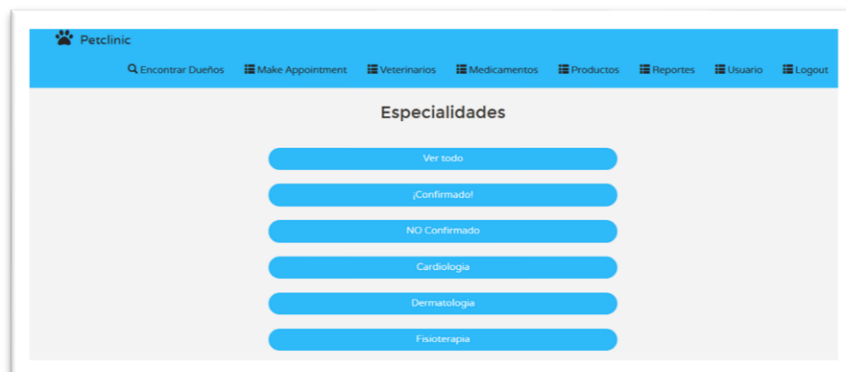 Petclinic
Encontrar Dueños Make Appointment Veterinarios Medicamentos Productos Reportes Usuario Logout
Especialidades
Ver todo
¡Confirmado!
NO Confirmado
Cardiologia
Dermatologia
Fisioterapia